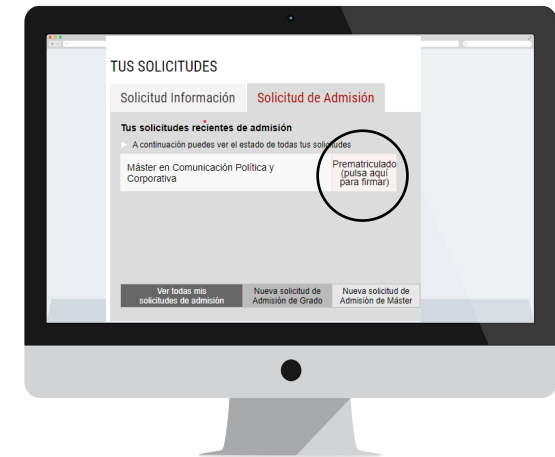 TUS SOLICITUDES
Solicitud Información
Solicitud de Admisión
Tus solicitudes recientes de admisión
A continuación puedes ver el estado de todas tus solicitudes
Máster en Comunicación Política y
Corporativa
Prematriculado
(pulsa aquí
para firmar)
Ver todas mis
solicitudes de admisión
Nueva solicitud de
Admisión de Grado
Nueva solicitud de
Admisión de Máster